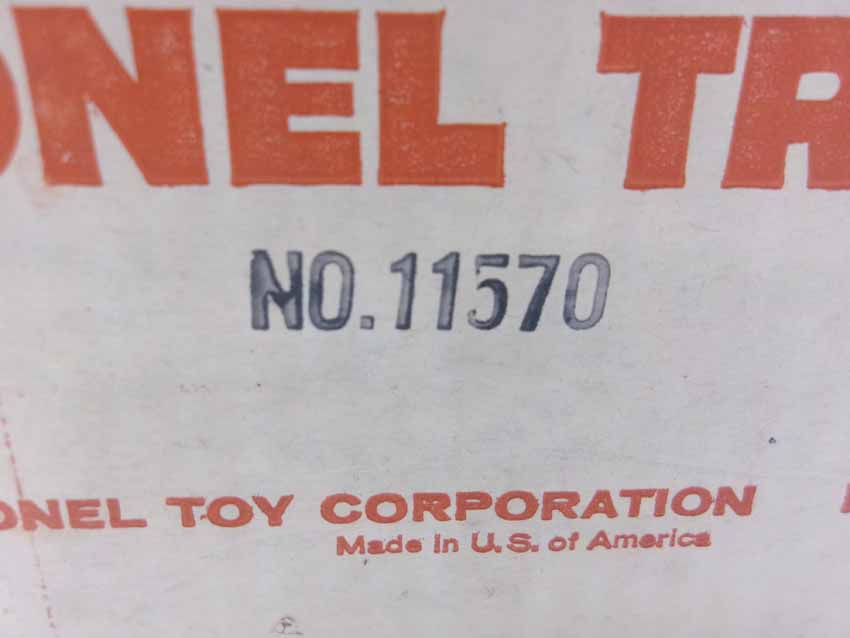 ONEL TR
NO.11570
ONEL TOY CORPORATION
Made in U.S. of America